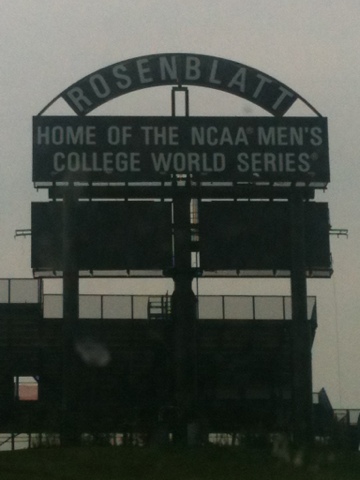 ROSENBLATT
HOME OF THE NCAA® MEN'S
COLLEGE WORLD SERIES®